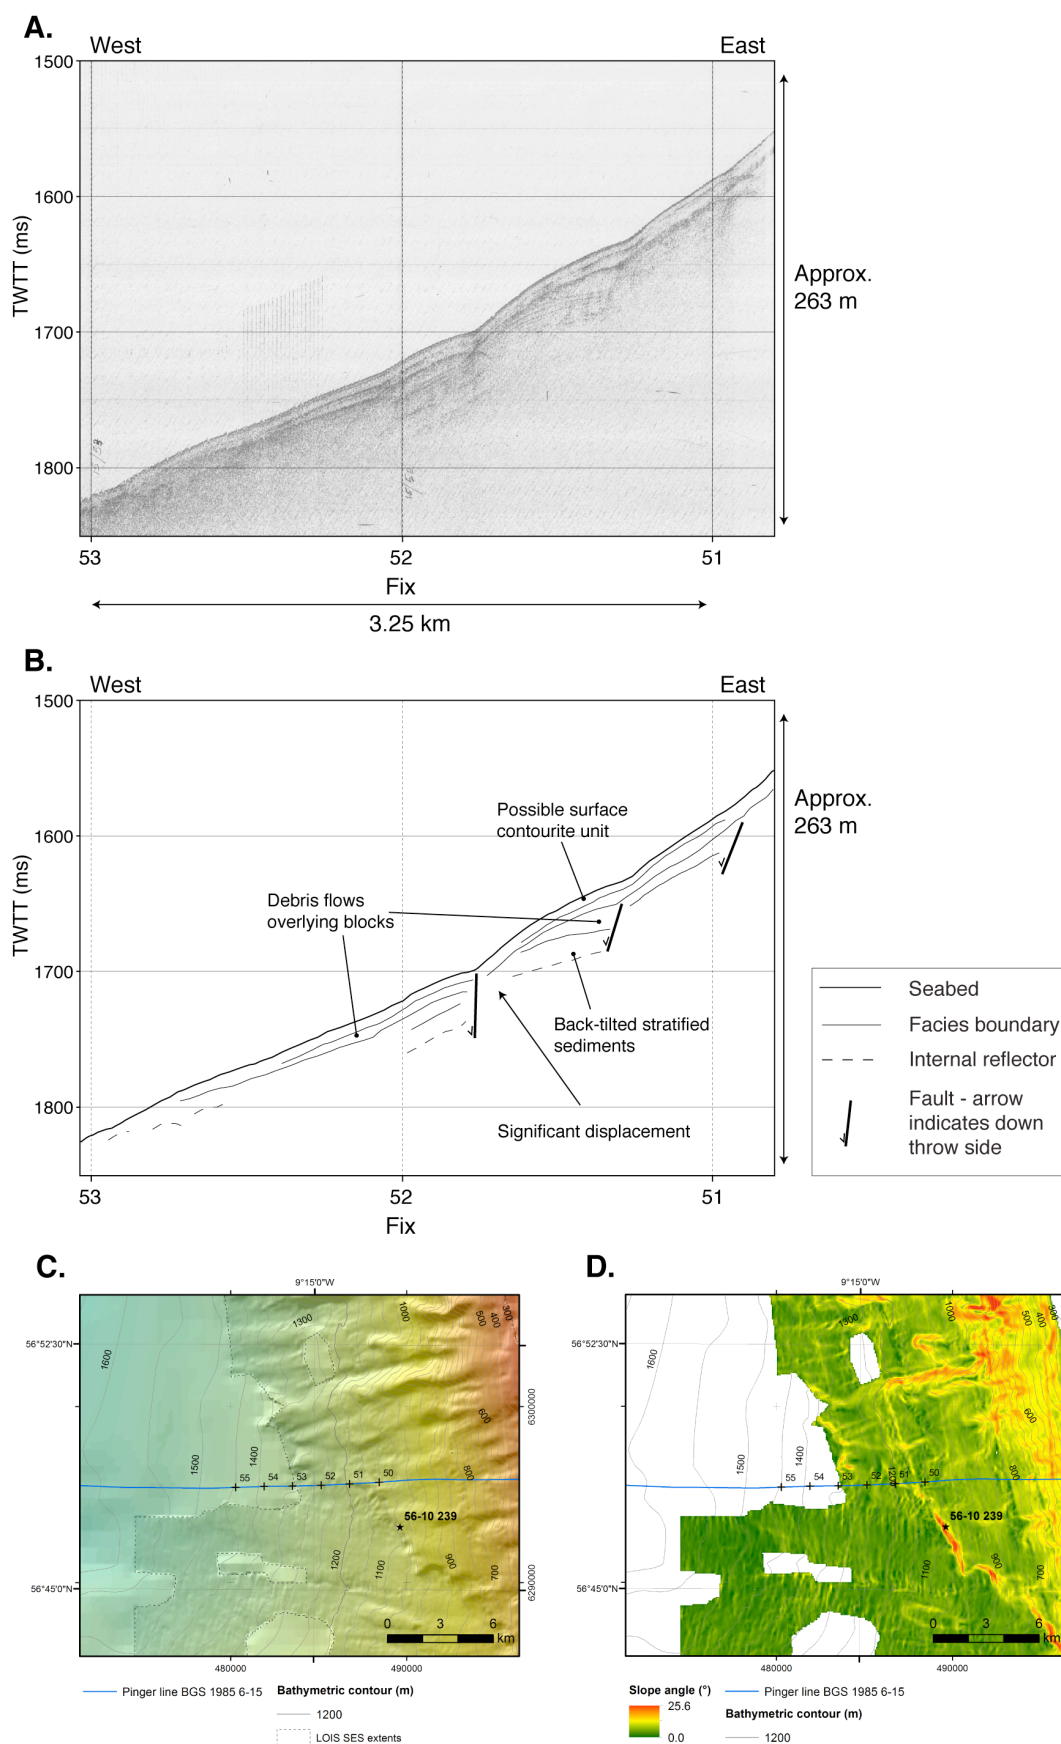 A.
West
East
1500
1600
1700
1800
TWTT (ms)
Approx.
263 m
53
52
51
Fix
3.25 km
B.
West
East
1500
1600
1700
1800
TWTT (ms)
Possible surface
contourite unit
Debris flows
overlying blocks
Back-tilted stratified
sediments
Significant displacement
Approx.
263 m
Seabed
Facies boundary
Internal reflector
Fault - arrow
indicates down
throw side
53
52
51
Fix
C.
9°15'0"W
56°52'30"N
56°45'0"N
1600
1500
1400
1300
1200
1100
1000
900
800
700
600
500
400
300
55
54
53
52
51
50
56-10 239
6300000
6290000
0 3 6
km
480000
490000
Pinger line BGS 1985 6-15
Bathymetric contour (m)
1200
LOIS SES extents
D.
9°15'0"W
56°52'30"N
56°45'0"N
1600
1500
1400
1300
1200
1100
1000
900
800
700
600
500
400
300
55
54
53
52
51
50
56-10 239
0 3 6
km
480000
490000
Slope angle (°)
25.6
0.0
Pinger line BGS 1985 6-15
Bathymetric contour (m)
1200